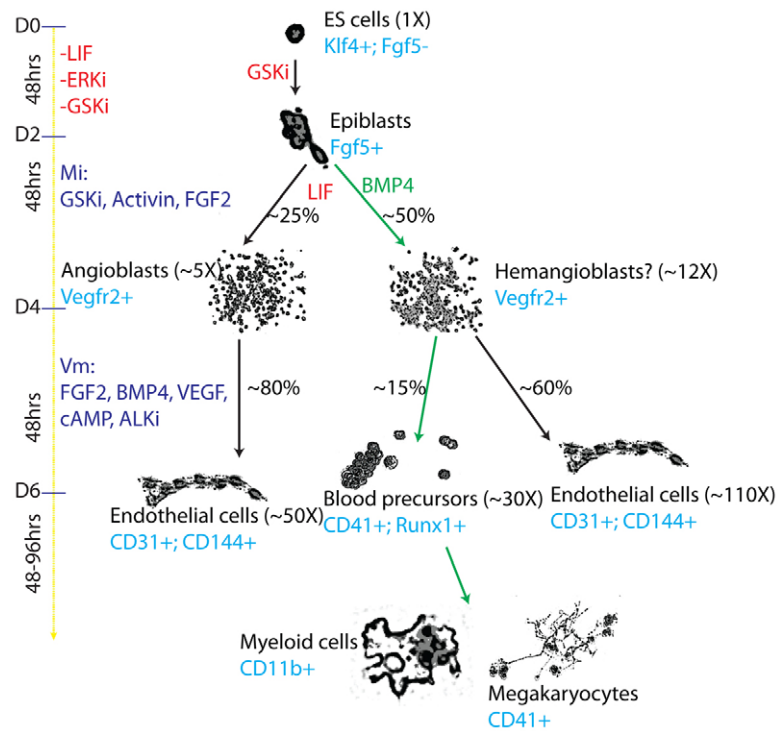 D0
ES cells (1X)
Klf4+; Fgf5-
48hrs
-LIF
-ERKi
-GSKi
GSKi
D2
Epiblasts
Fgf5+
48hrs
Mi:
GSKi, Activin, FGF2
LIF
BMP4
~25%
~50%
Angioblasts (~5X)
Vegfr2+
Hemangioblasts? (~12X)
Vegfr2+
D4
48hrs
Vm:
FGF2, BMP4, VEGF,
cAMP, ALKi
~80%
~15%
~60%
D6
Endothelial cells (~50X)
CD31+; CD144+
Blood precursors (~30X)
CD41+; Runx1+
Endothelial cells (~110X)
CD31+; CD144+
48-96hrs
Myeloid cells
CD11b+
Megakaryocytes
CD41+